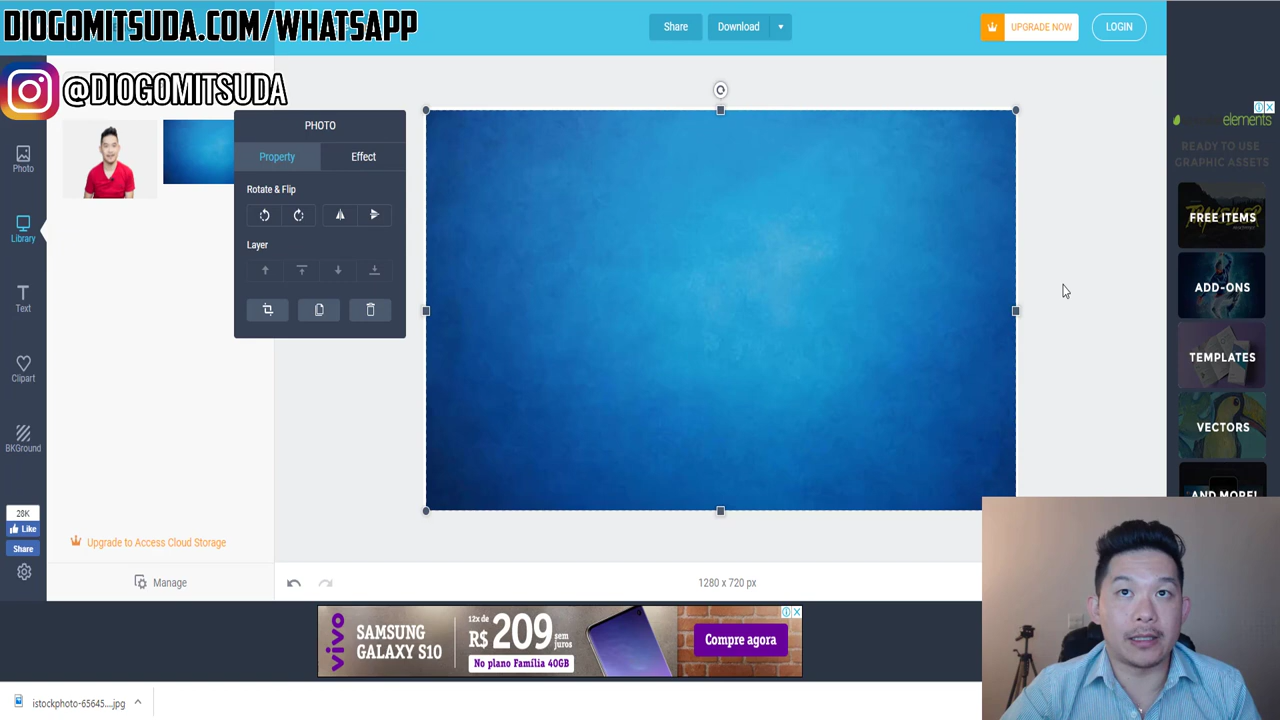 DIOGOMITSUDA.COM/WHATSAPP
Share
Download
UPGRADE NOW
LOGIN
@DIOGOMITSUDA
PHOTO
Property
Effect
Rotate & Flip
Layer
Photo
Library
Text
Clipart
BKGround
28K
Like
Share
Upgrade to Access Cloud Storage
Manage
1280 x 720 px
elements
READY TO USE
GRAPHIC ASSETS
FREE ITEMS
ADD-ONS
TEMPLATES
VECTORS
AND MORE!
vivo
SAMSUNG
GALAXY S10
12x de
R$ 209 sem juros
No plano Família 40GB
Compre agora
istockphoto-65645....jpg